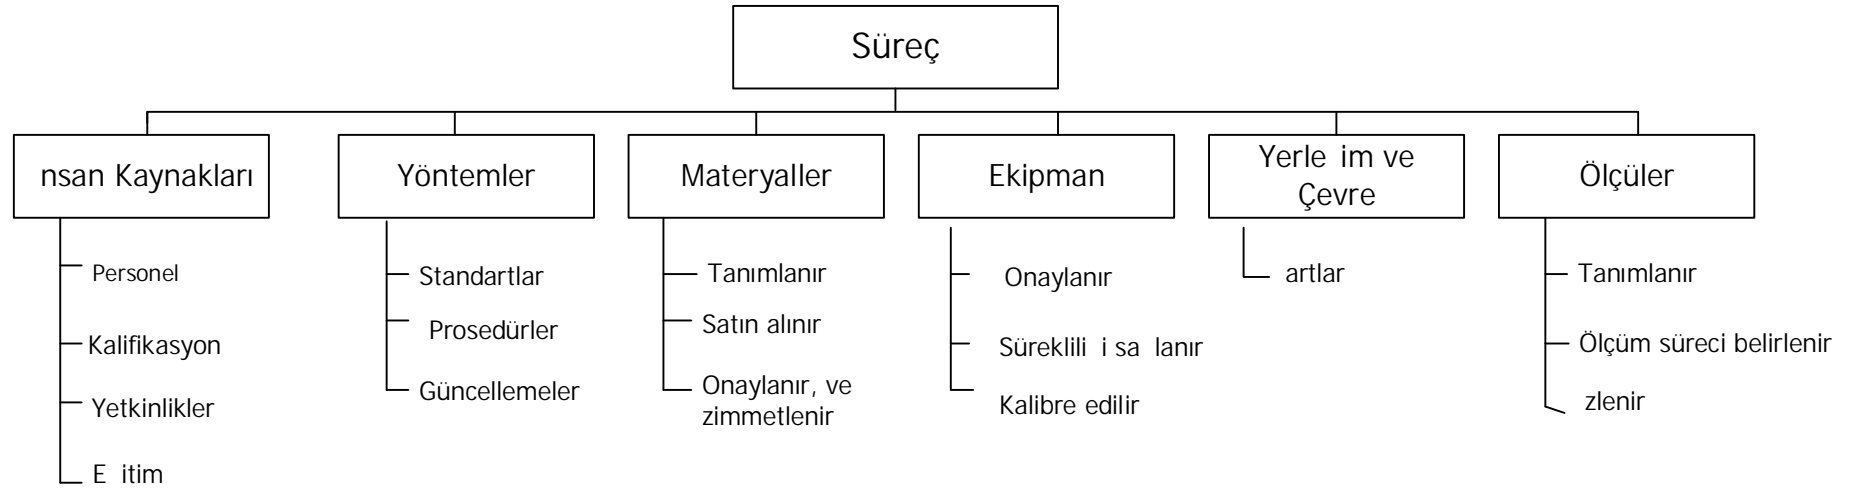 Süreç
nsan Kaynakları
Yöntemler
Materyaller
Ekipman
Yerle im ve
Çevre
Ölçüler
Personel
Kalifikasyon
Yetkinlikler
E itim
Standartlar
Prosedürler
Güncellemeler
Tanımlanır
Satın alınır
Onaylanır, ve
zimmetlenir
Onaylanır
Süreklili i sa lanır
Kalibre edilir
artlar
Tanımlanır
Ölçüm süreci belirlenir
zlenir